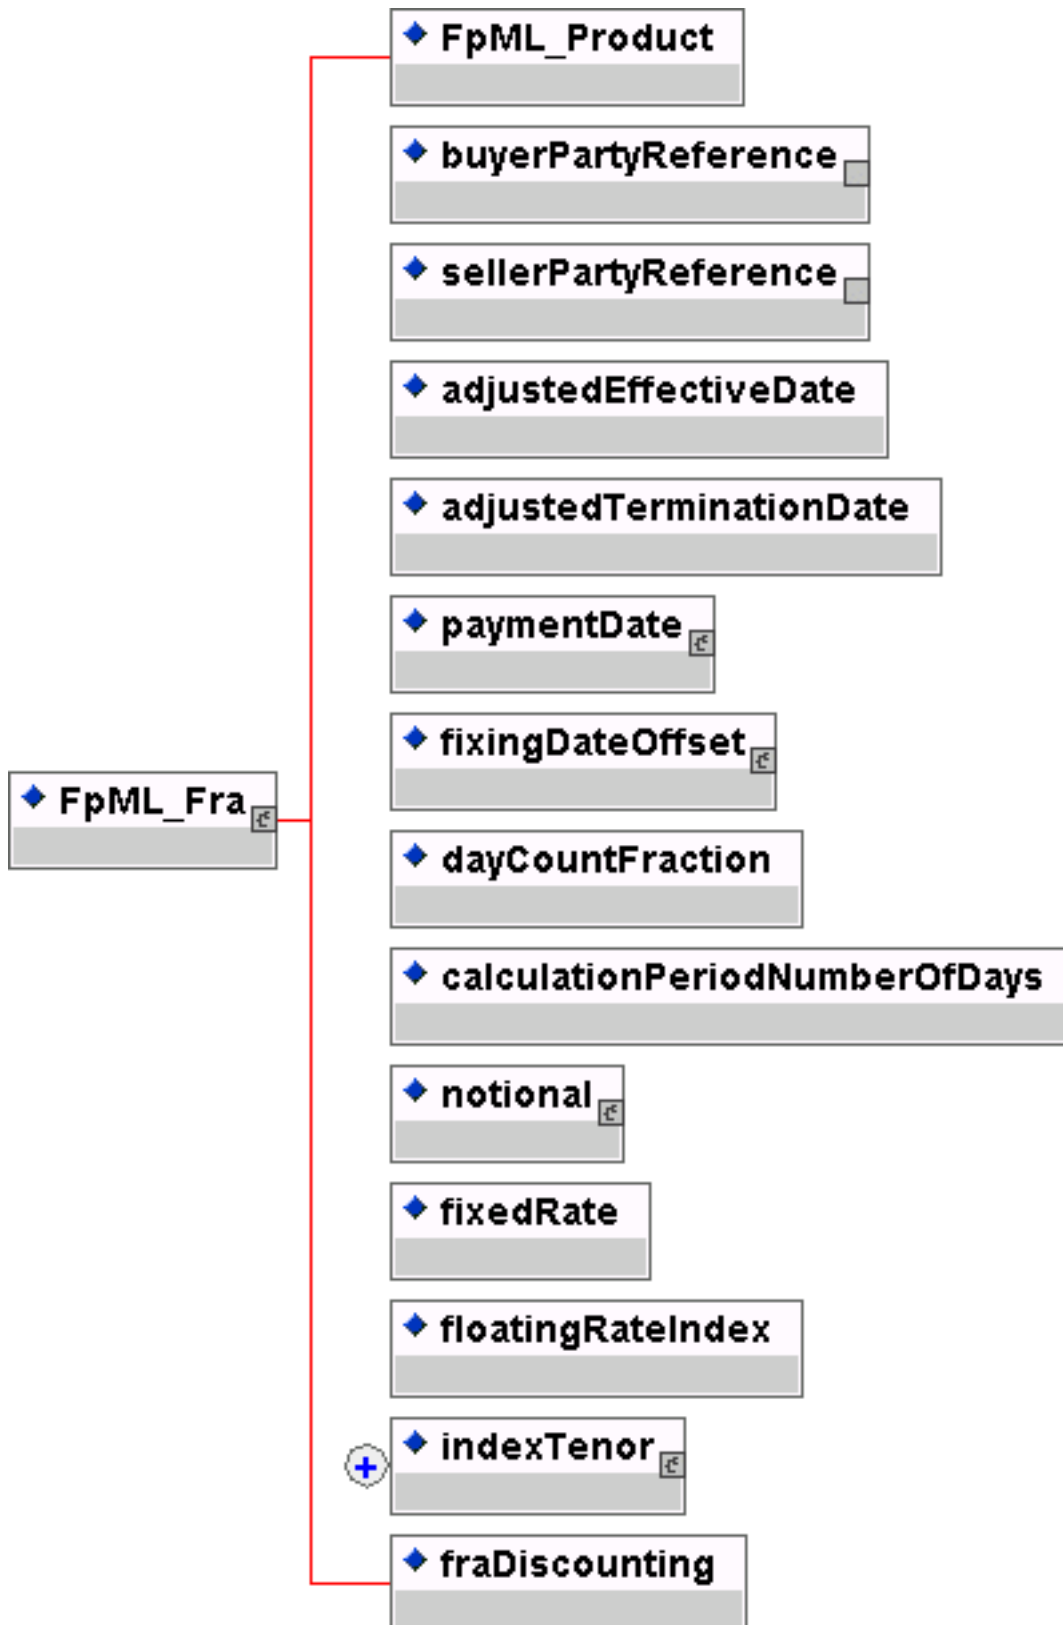 FpML_Product
buyerPartyReference
sellerPartyReference
adjustedEffectiveDate
adjustedTerminationDate
paymentDate
fixingDateOffset
FpML_Fra
dayCountFraction
calculationPeriodNumberOfDays
notional
fixedRate
floatingRateIndex
indexTenor
fraDiscounting